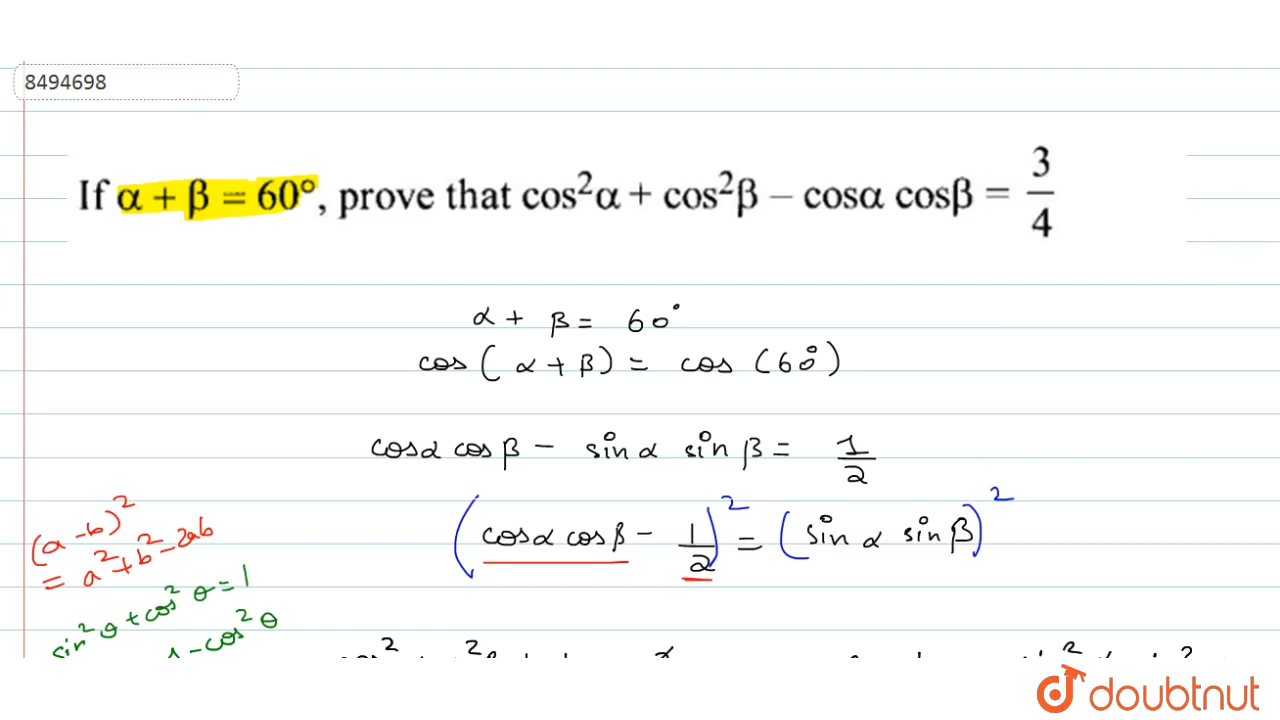 8494698
If α + β = 60°, prove that cos²α + cos²β – cosα cosβ = 3/4
α + β = 60°
cos (α + β) = cos (60°)
cosα cosβ – sinα sinβ = 1/2
(cosα cosβ – 1/2)² = (sinα sinβ)²
(a – b)²
= a² + b² – 2ab
sin²θ + cos²θ = 1
1 – cos²θ
doubtnut